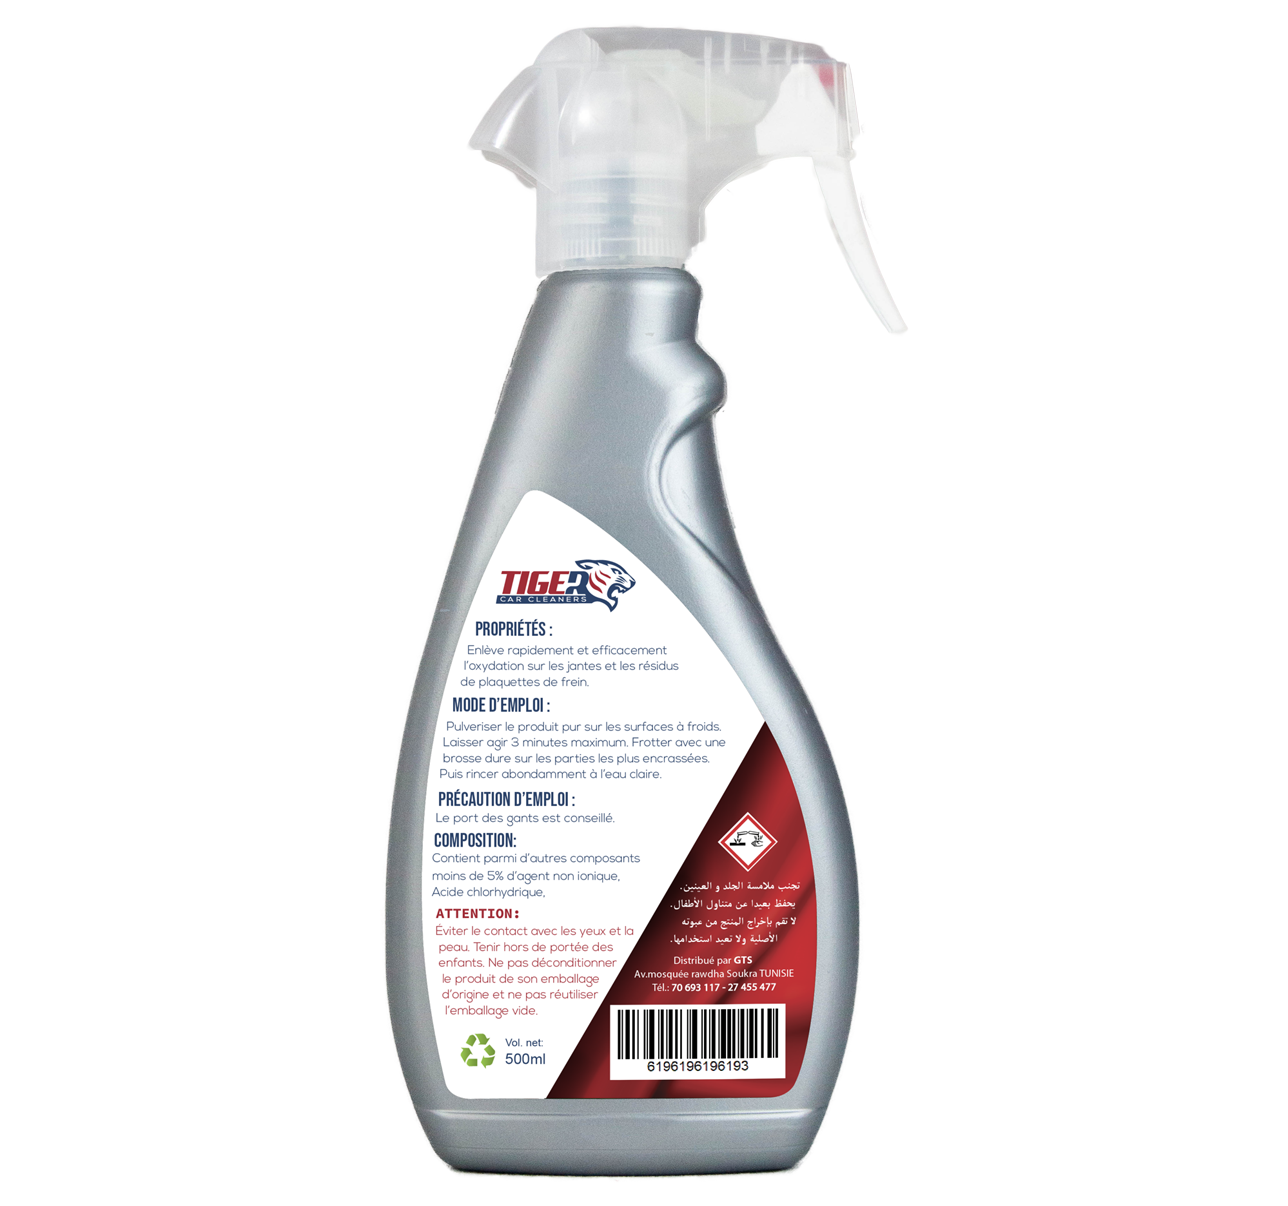 TIGER
CAR CLEANERS
PROPRIÉTÉS :
Enlève rapidement et efficacement
l'oxydation sur les jantes et les résidus
de plaquettes de frein.
MODE D'EMPLOI :
Pulveriser le produit pur sur les surfaces à froids.
Laisser agir 3 minutes maximum. Frotter avec une
brosse dure sur les parties les plus encrassées.
Puis rincer abondamment à l'eau claire.
PRÉCAUTION D'EMPLOI :
Le port des gants est conseillé.
COMPOSITION:
Contient parmi d'autres composants
moins de 5% d'agent non ionique,
Acide chlorhydrique,
ATTENTION:
Éviter le contact avec les yeux et la
peau. Tenir hors de portée des
enfants. Ne pas déconditionner
le produit de son emballage
d'origine et ne pas réutiliser
l'emballage vide.
Vol. net:
500ml
تجنب ملامسة الجلد و العينين.
يحفظ بعيدا عن متناول الأطفال.
لا تقم بإخراج المنتج من عبوته
الأصلية ولا تعيد استخدامها.
Distribué par GTS
Av.mosquée rawdha Soukra TUNISIE
Tél.: 70 693 117 - 27 455 477
6196196196193